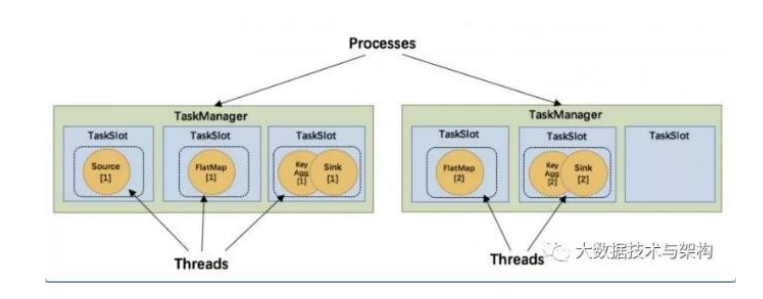 Processes
TaskManager
TaskSlot
TaskSlot
TaskSlot
Source
[1]
FlatMap
[1]
Key
Agg
[1]
Sink
[1]
Threads
TaskManager
TaskSlot
TaskSlot
TaskSlot
FlatMap
[2]
Key
Agg
[2]
Sink
[2]
Threads
大数据技术与架构